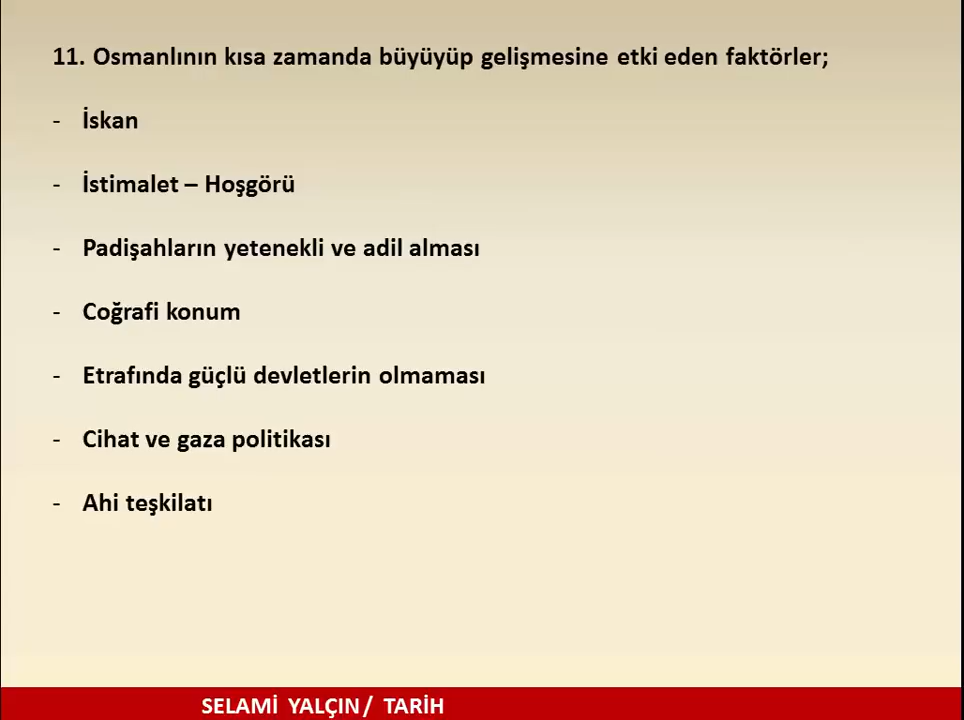 11. Osmanlının kısa zamanda büyüyüp gelişmesine etki eden faktörler;
- İskan
- İstimalet – Hoşgörü
- Padişahların yetenekli ve adil alması
- Coğrafi konum
- Etrafında güçlü devletlerin olmaması
- Cihat ve gaza politikası
- Ahi teşkilatı
SELAMİ YALÇIN / TARİH